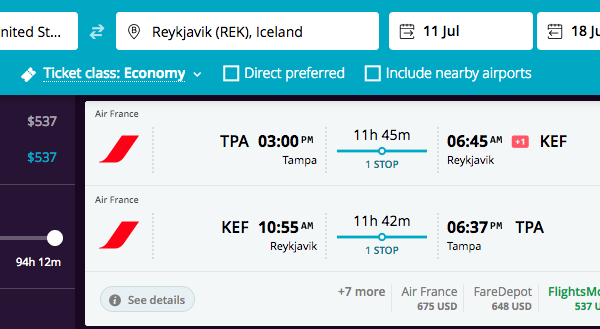 nited St...
Reykjavik (REK), Iceland
11 Jul
18 Ju
Ticket class: Economy
Direct preferred
Include nearby airports
$537
$537
94h 12m
Air France
TPA 03:00 PM
Tampa
11h 45m
1 STOP
06:45 AM +1 KEF
Reykjavik
Air France
KEF 10:55 AM
Reykjavik
11h 42m
1 STOP
06:37 PM TPA
Tampa
See details
+7 more
Air France
675 USD
FareDepot
648 USD
FlightsMo
537 U